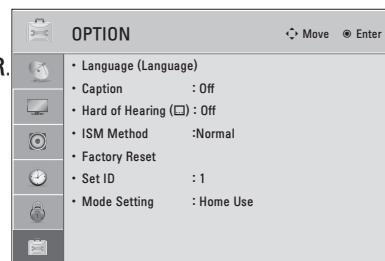 OPTION Move Enter
R.
• Language (Language)
• Caption : Off
• Hard of Hearing ( ) : Off
• ISM Method :Normal
• Factory Reset
• Set ID : 1
• Mode Setting : Home Use